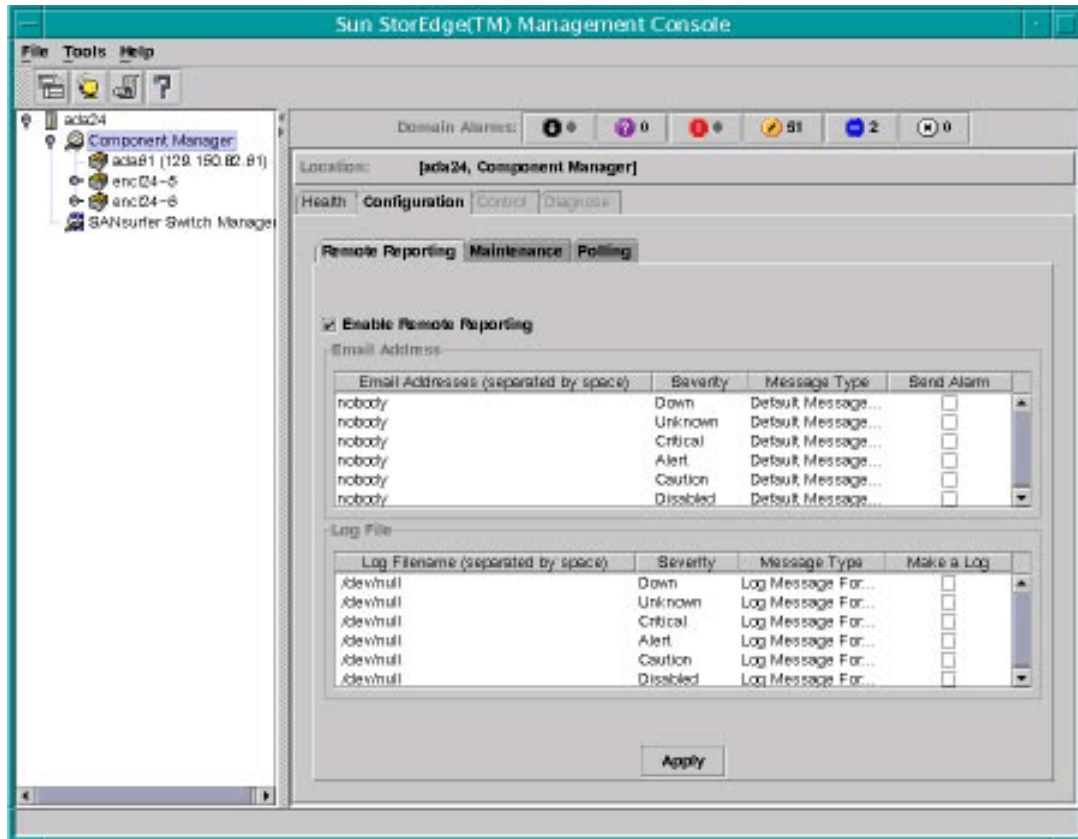 Sun StorEdge(TM) Management Console
File Tools Help
ada24
Component Manager
ada81 (129.150.82.81)
encl24-5
encl24-6
SANsurfer Switch Manager
Domain Alarms: 0 0 0 51 2 0
Location: [ada24, Component Manager]
Health Configuration Control Diagnose
Remote Reporting Maintenance Polling
Enable Remote Reporting
Email Address
Email Addresses (separated by space) Severity Message Type Send Alarm
nobody Down Default Message...
nobody Unknown Default Message...
nobody Critical Default Message...
nobody Alert Default Message...
nobody Caution Default Message...
nobody Disabled Default Message...
Log File
Log Filename (separated by space) Severity Message Type Make a Log
/dev/null Down Log Message For...
/dev/null Unknown Log Message For...
/dev/null Critical Log Message For...
/dev/null Alert Log Message For...
/dev/null Caution Log Message For...
/dev/null Disabled Log Message For...
Apply